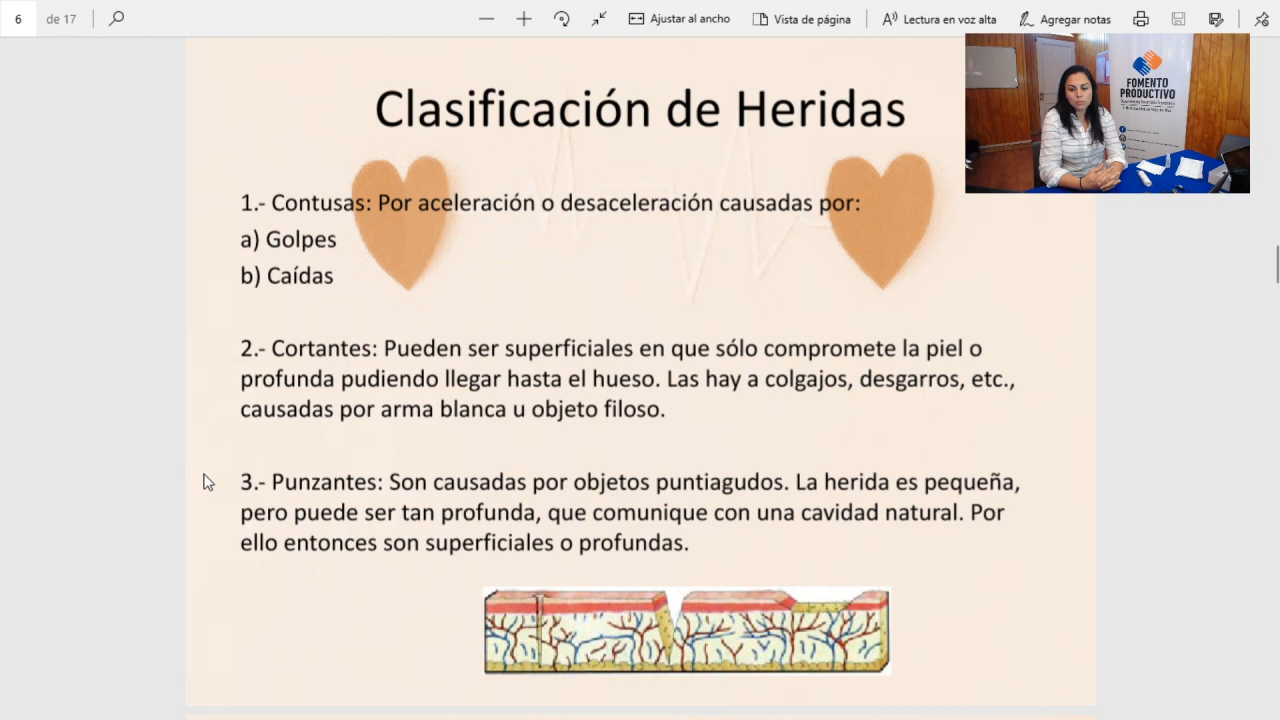 6 de 17 Ajustar al ancho Vista de página Lectura en voz alta Agregar notas
FOMENTO
PRODUCTIVO
Clasificación de Heridas
1.- Contusas: Por aceleración o desaceleración causadas por:
a) Golpes
b) Caídas
2.- Cortantes: Pueden ser superficiales en que sólo compromete la piel o
profunda pudiendo llegar hasta el hueso. Las hay a colgajos, desgarros, etc.,
causadas por arma blanca u objeto filoso.
3.- Punzantes: Son causadas por objetos puntiagudos. La herida es pequeña,
pero puede ser tan profunda, que comunique con una cavidad natural. Por
ello entonces son superficiales o profundas.